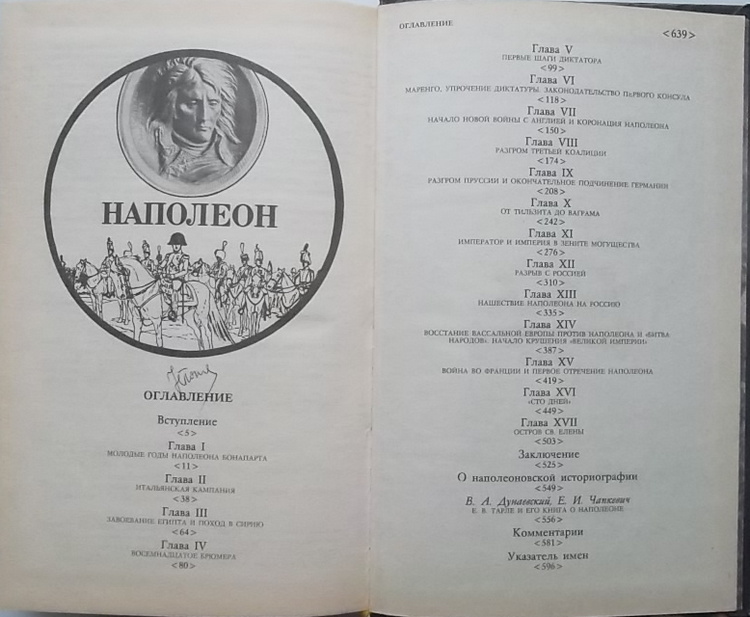 НАПОЛЕОН
ОГЛАВЛЕНИЕ
Вступление
<5>
Глава I
МОЛОДЫЕ ГОДЫ НАПОЛЕОНА БОНАПАРТА
<11>
Глава II
ИТАЛЬЯНСКАЯ КАМПАНИЯ
<38>
Глава III
ЗАВОЕВАНИЕ ЕГИПТА И ПОХОД В СИРИЮ
<64>
Глава IV
ВОСЕМНАДЦАТОЕ БРЮМЕРА
<80>
ОГЛАВЛЕНИЕ
<639>
Глава V
ПЕРВЫЕ ШАГИ ДИКТАТОРА
<99>
Глава VI
МАРЕНГО. УПРОЧЕНИЕ ДИКТАТУРЫ. ЗАКОНОДАТЕЛЬСТВО ПЕРВОГО КОНСУЛА
<118>
Глава VII
НАЧАЛО НОВОЙ ВОЙНЫ С АНГЛИЕЙ И КОРОНАЦИЯ НАПОЛЕОНА
<150>
Глава VIII
РАЗГРОМ ТРЕТЬЕЙ КОАЛИЦИИ
<174>
Глава IX
РАЗГРОМ ПРУССИИ И ОКОНЧАТЕЛЬНОЕ ПОДЧИНЕНИЕ ГЕРМАНИИ
<208>
Глава X
ОТ ТИЛЬЗИТА ДО ВАГРАМА
<242>
Глава XI
ИМПЕРАТОР И ИМПЕРИЯ В ЗЕНИТЕ МОГУЩЕСТВА
<276>
Глава XII
РАЗРЫВ С РОССИЕЙ
<310>
Глава XIII
НАШЕСТВИЕ НАПОЛЕОНА НА РОССИЮ
<335>
Глава XIV
ВОССТАНИЕ ВАССАЛЬНОЙ ЕВРОПЫ ПРОТИВ НАПОЛЕОНА И «БИТВА
НАРОДОВ». НАЧАЛО КРУШЕНИЯ «ВЕЛИКОЙ ИМПЕРИИ»
<387>
Глава XV
ВОЙНА ВО ФРАНЦИИ И ПЕРВОЕ ОТРЕЧЕНИЕ НАПОЛЕОНА
<419>
Глава XVI
«СТО ДНЕЙ»
<449>
Глава XVII
ОСТРОВ СВ. ЕЛЕНЫ
<503>
Заключение
<525>
О наполеоновской историографии
<549>
В. А. Дунаевский, Е. И. Чапкевич
Е. В. ТАРЛЕ И ЕГО КНИГА О НАПОЛЕОНЕ
<556>
Комментарии
<581>
Указатель имен
<596>